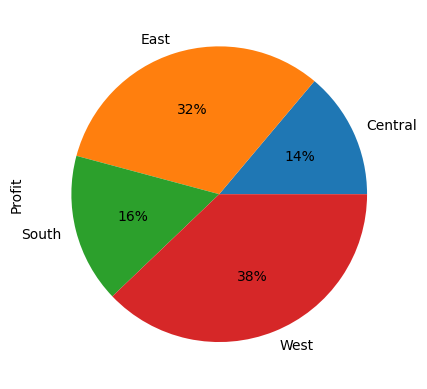 East
32%
Central
14%
Profit
16%
South
38%
West